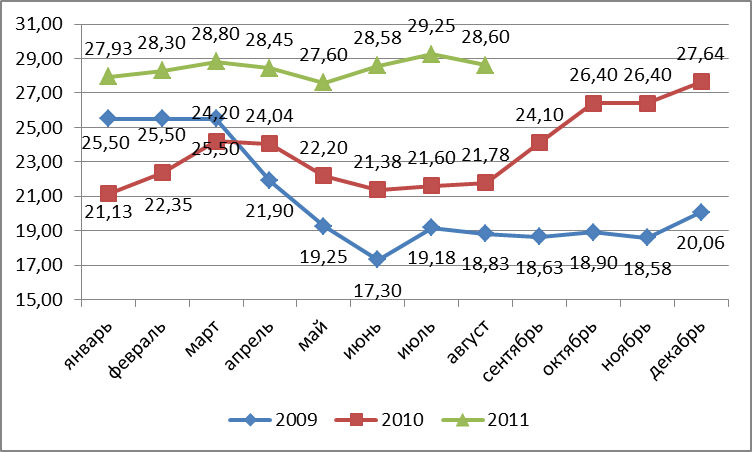 31,00
29,00
27,00
25,00
23,00
21,00
19,00
17,00
15,00
27,93 28,30 28,80 28,45 27,60 28,58 29,25 28,60
25,50 25,50 25,50 21,90 19,25 17,30 19,18 18,83 18,63 18,90 18,58 20,06
21,13 22,35 24,20 24,04 22,20 21,38 21,60 21,78 24,10 26,40 26,40 27,64
январь февраль март апрель май июнь июль август сентябрь октябрь ноябрь декабрь
2009 2010 2011